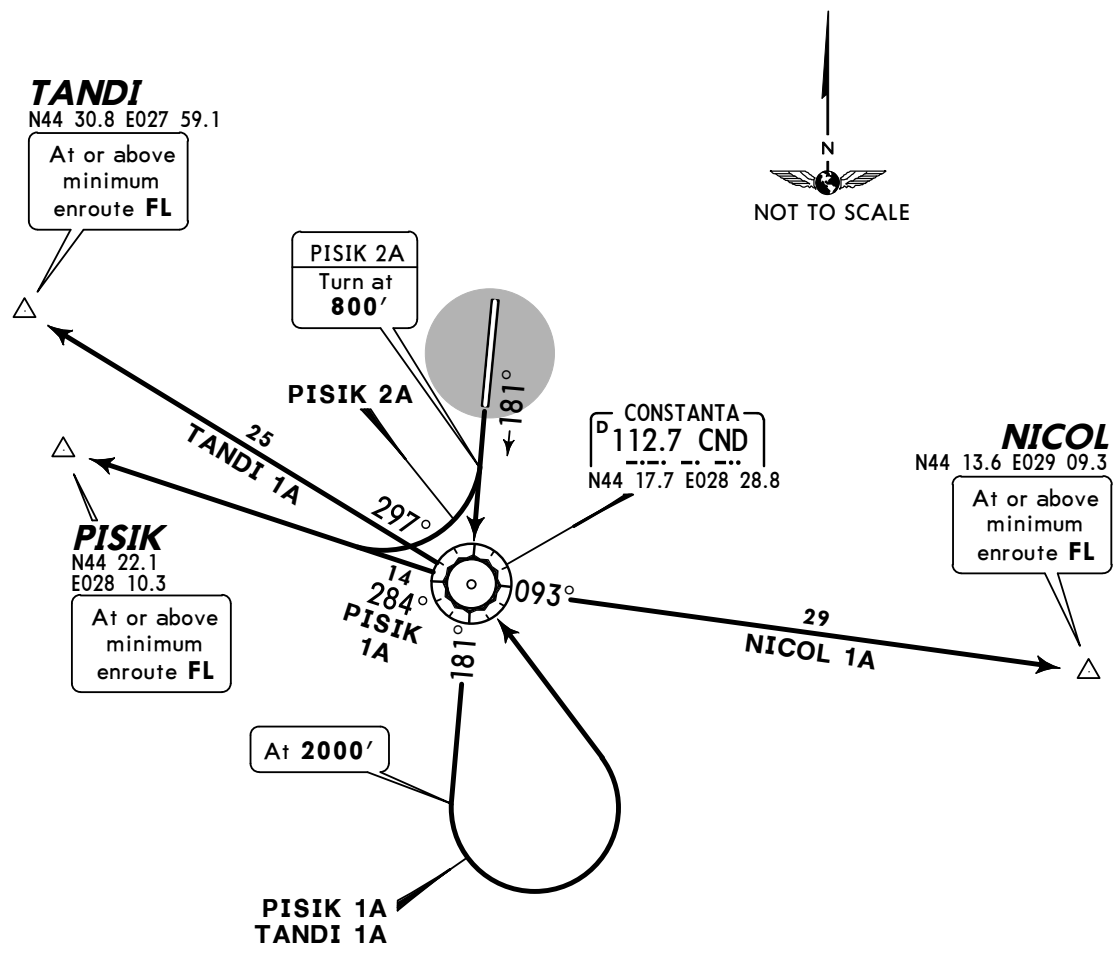 TANDI
N44 30.8 E027 59.1
At or above
minimum
enroute FL
N
NOT TO SCALE
PISIK 2A
Turn at
800′
PISIK 2A
181°
CONSTANTA
D 112.7 CND
N44 17.7 E028 28.8
NICOL
N44 13.6 E029 09.3
At or above
minimum
enroute FL
25
TANDI 1A
297°
PISIK
N44 22.1
E028 10.3
At or above
minimum
enroute FL
14
284°
PISIK
1A
093°
29
NICOL 1A
181°
At 2000′
PISIK 1A
TANDI 1A